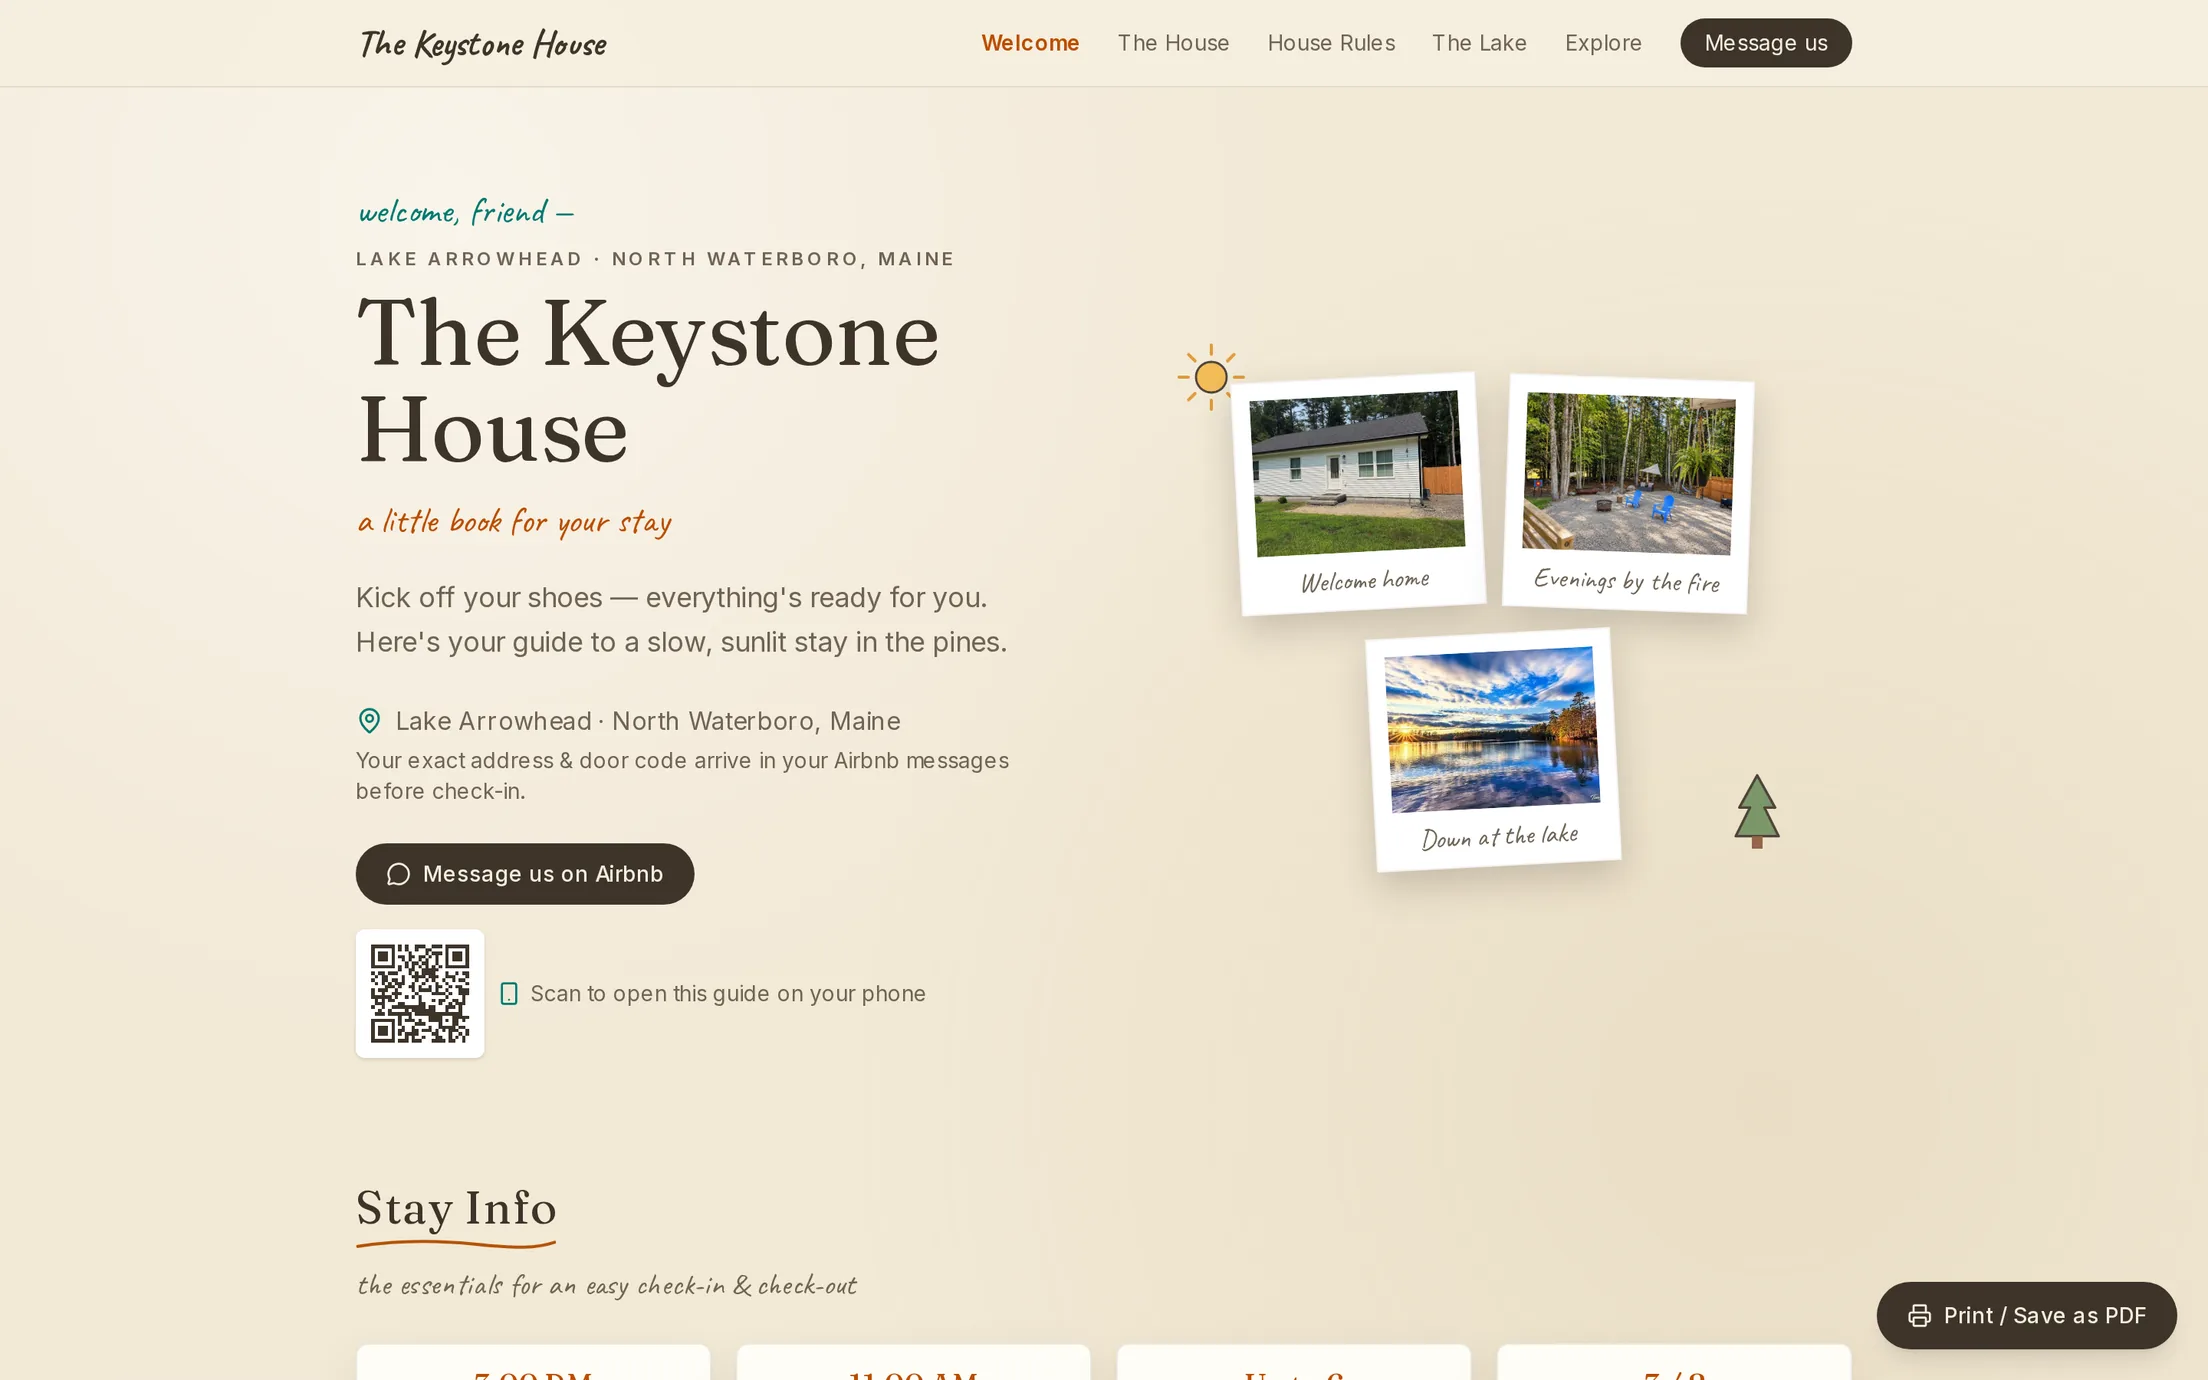 The Keystone House
Welcome
The House
House Rules
The Lake
Explore
Message us
welcome, friend —
LAKE ARROWHEAD · NORTH WATERBORO, MAINE
The Keystone
House
a little book for your stay
Kick off your shoes — everything's ready for you.
Here's your guide to a slow, sunlit stay in the pines.
Lake Arrowhead · North Waterboro, Maine
Your exact address & door code arrive in your Airbnb messages
before check-in.
Message us on Airbnb
Scan to open this guide on your phone
Welcome home
Evenings by the fire
Down at the lake
Stay Info
the essentials for an easy check-in & check-out
Print / Save as PDF